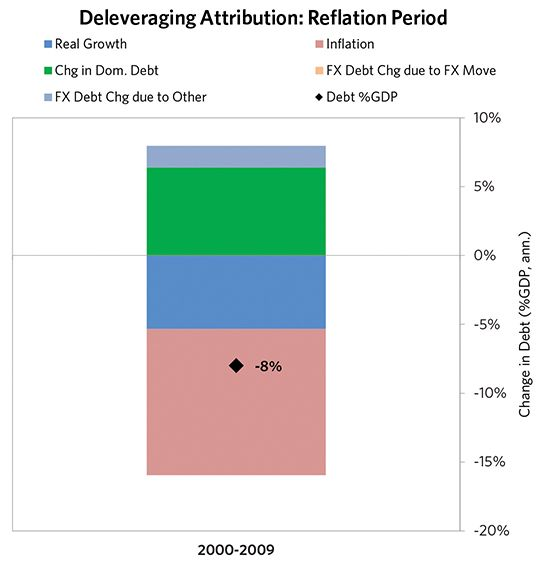 Deleveraging Attribution: Reflation Period
Real Growth
Inflation
Chg in Dom. Debt
FX Debt Chg due to FX Move
FX Debt Chg due to Other
Debt %GDP
10%
5%
0%
-5%
-10%
-15%
-20%
Change in Debt (%GDP, ann.)
-8%
2000-2009